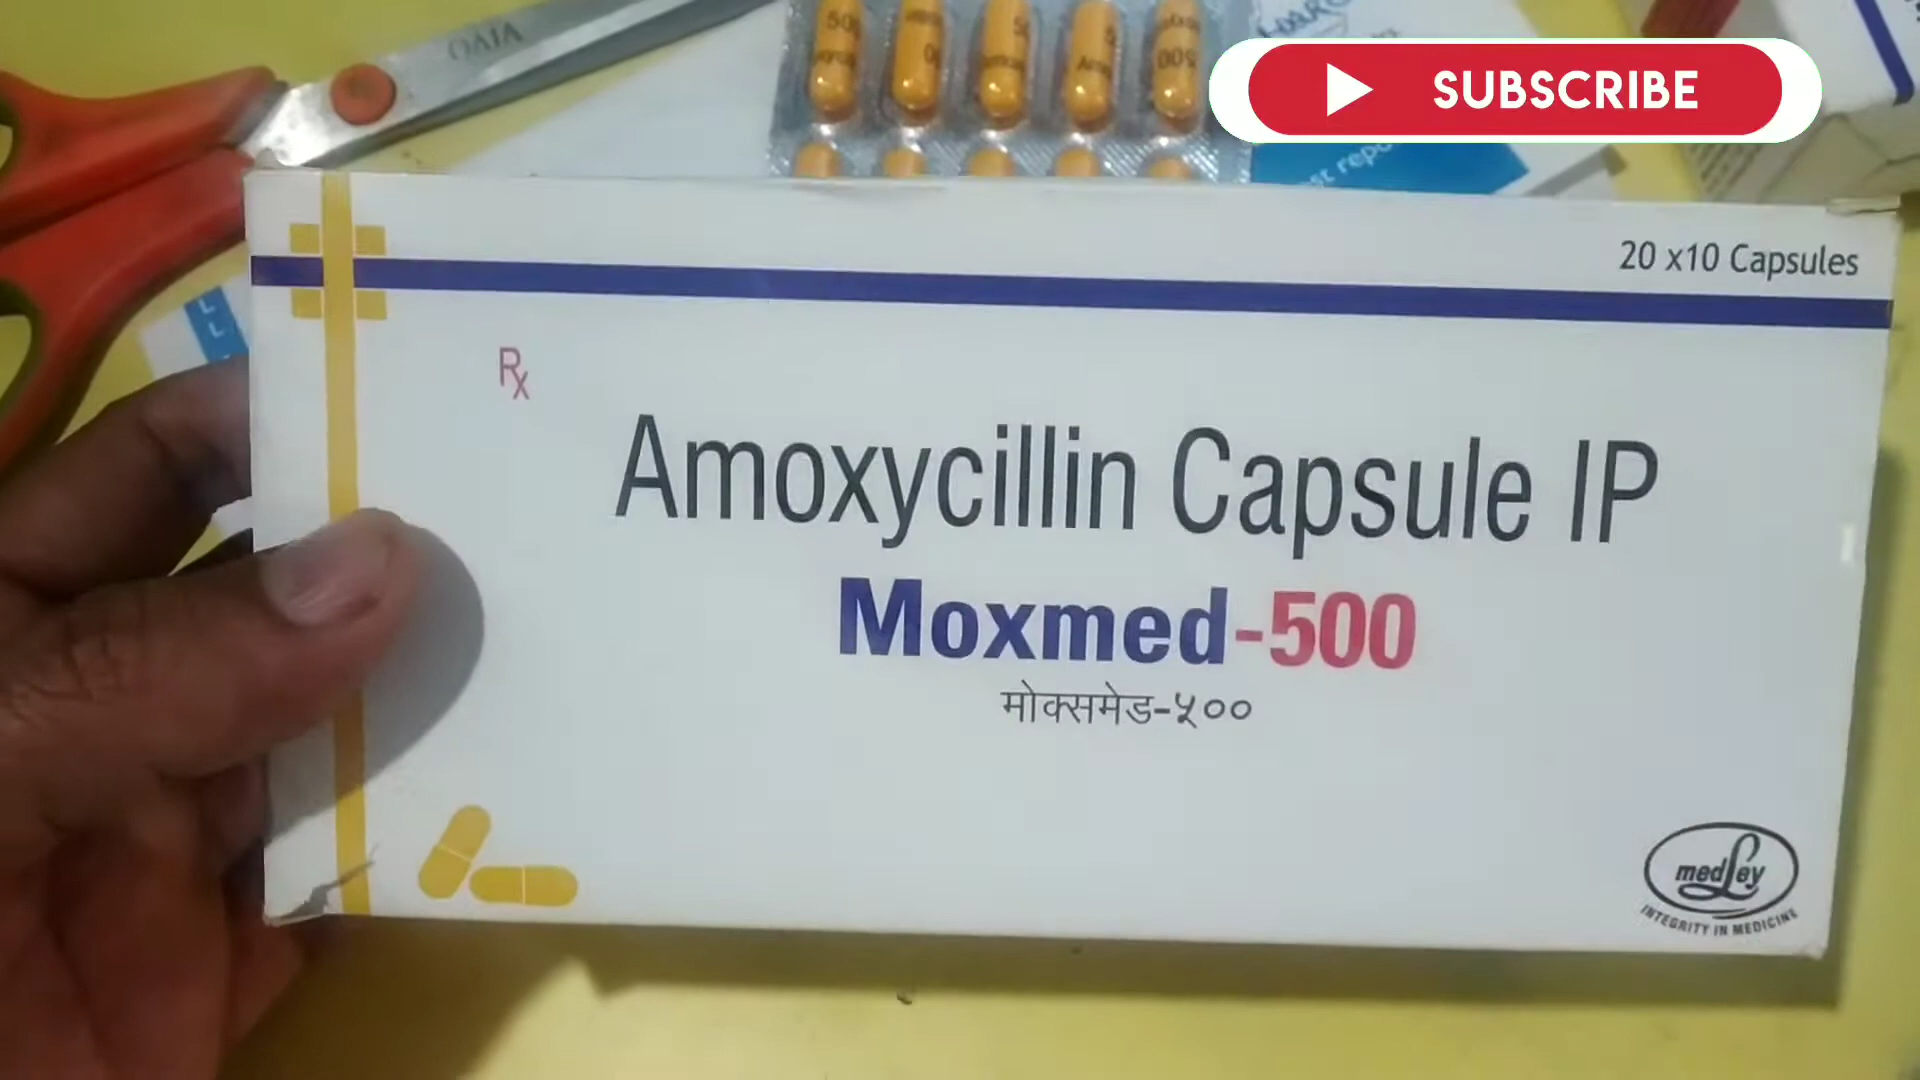 SUBSCRIBE
20 x10 Capsules
Rx
Amoxycillin Capsule IP
Moxmed-500
मोक्समेड-५००
medley
INTEGRITY IN MEDICINE